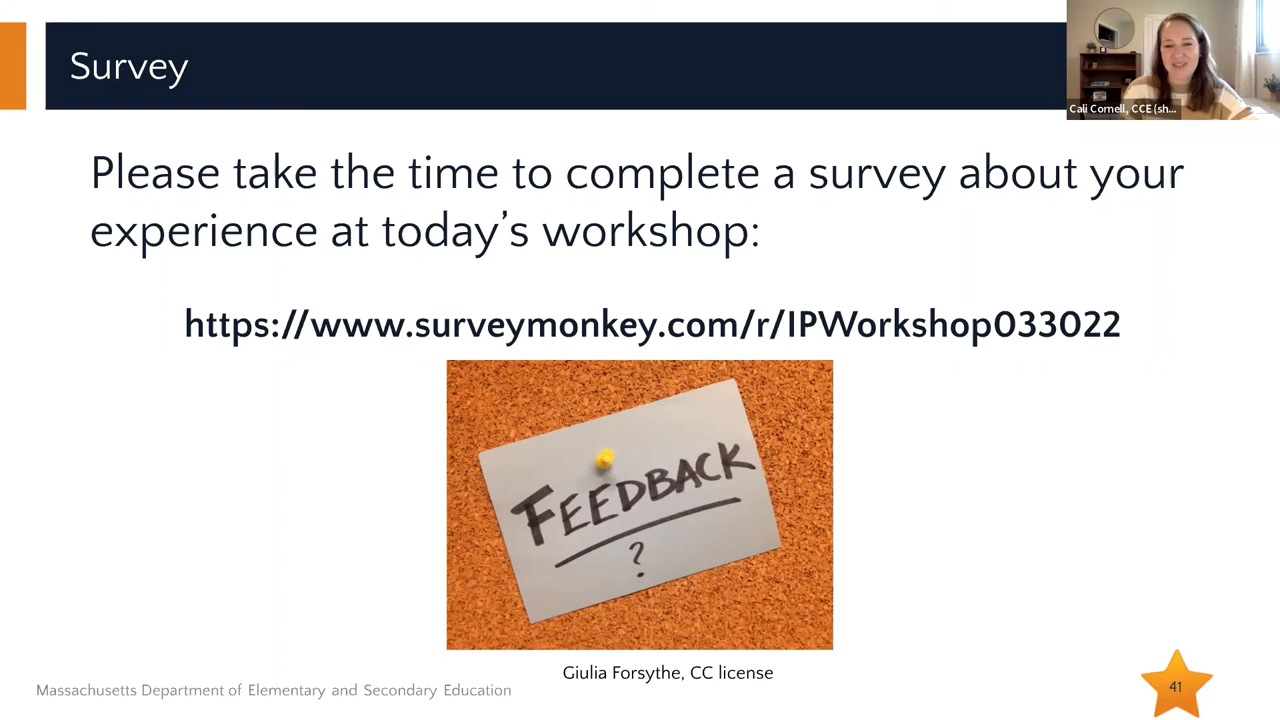 Survey
Cali Cornell, CCE (sh...
Please take the time to complete a survey about your
experience at today's workshop:
https://www.surveymonkey.com/r/IPWorkshop033022
FEEDBACK
?
Giulia Forsythe, CC license
Massachusetts Department of Elementary and Secondary Education
41